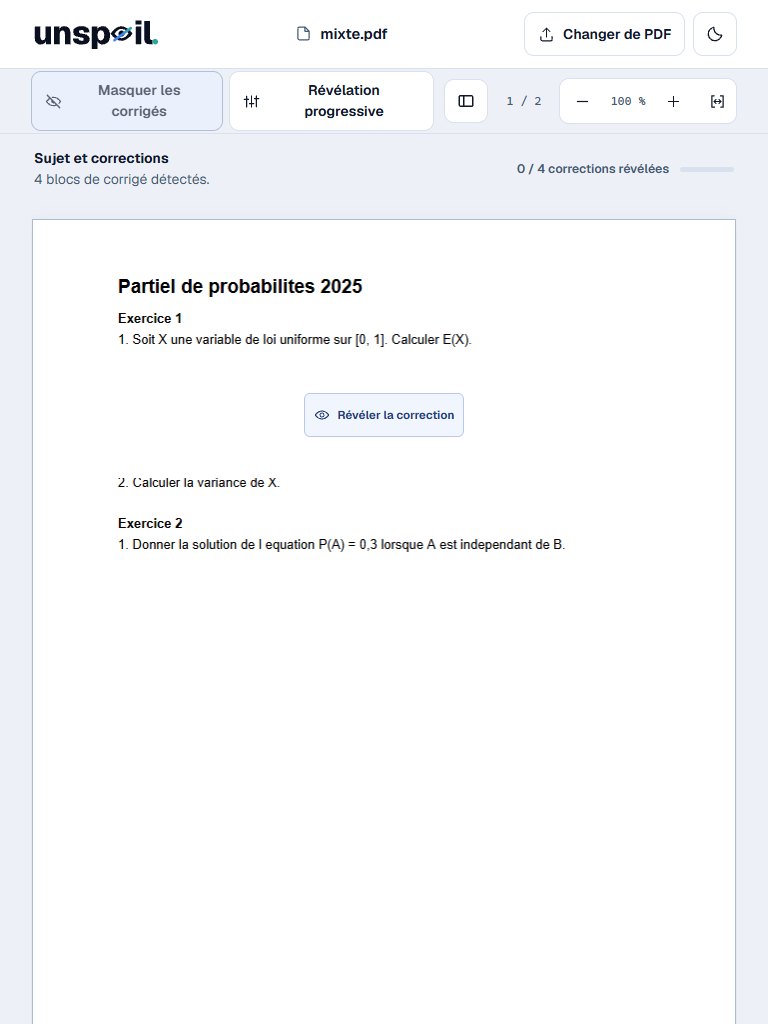 unspoil.
mixte.pdf
Changer de PDF
Masquer les
corrigés
Révélation
progressive
1 / 2
100 %
Sujet et corrections
4 blocs de corrigé détectés.
0 / 4 corrections révélées
Partiel de probabilites 2025
Exercice 1
1. Soit X une variable de loi uniforme sur [0, 1]. Calculer E(X).
Révéler la correction
2. Calculer la variance de X.
Exercice 2
1. Donner la solution de l equation P(A) = 0,3 lorsque A est independant de B.